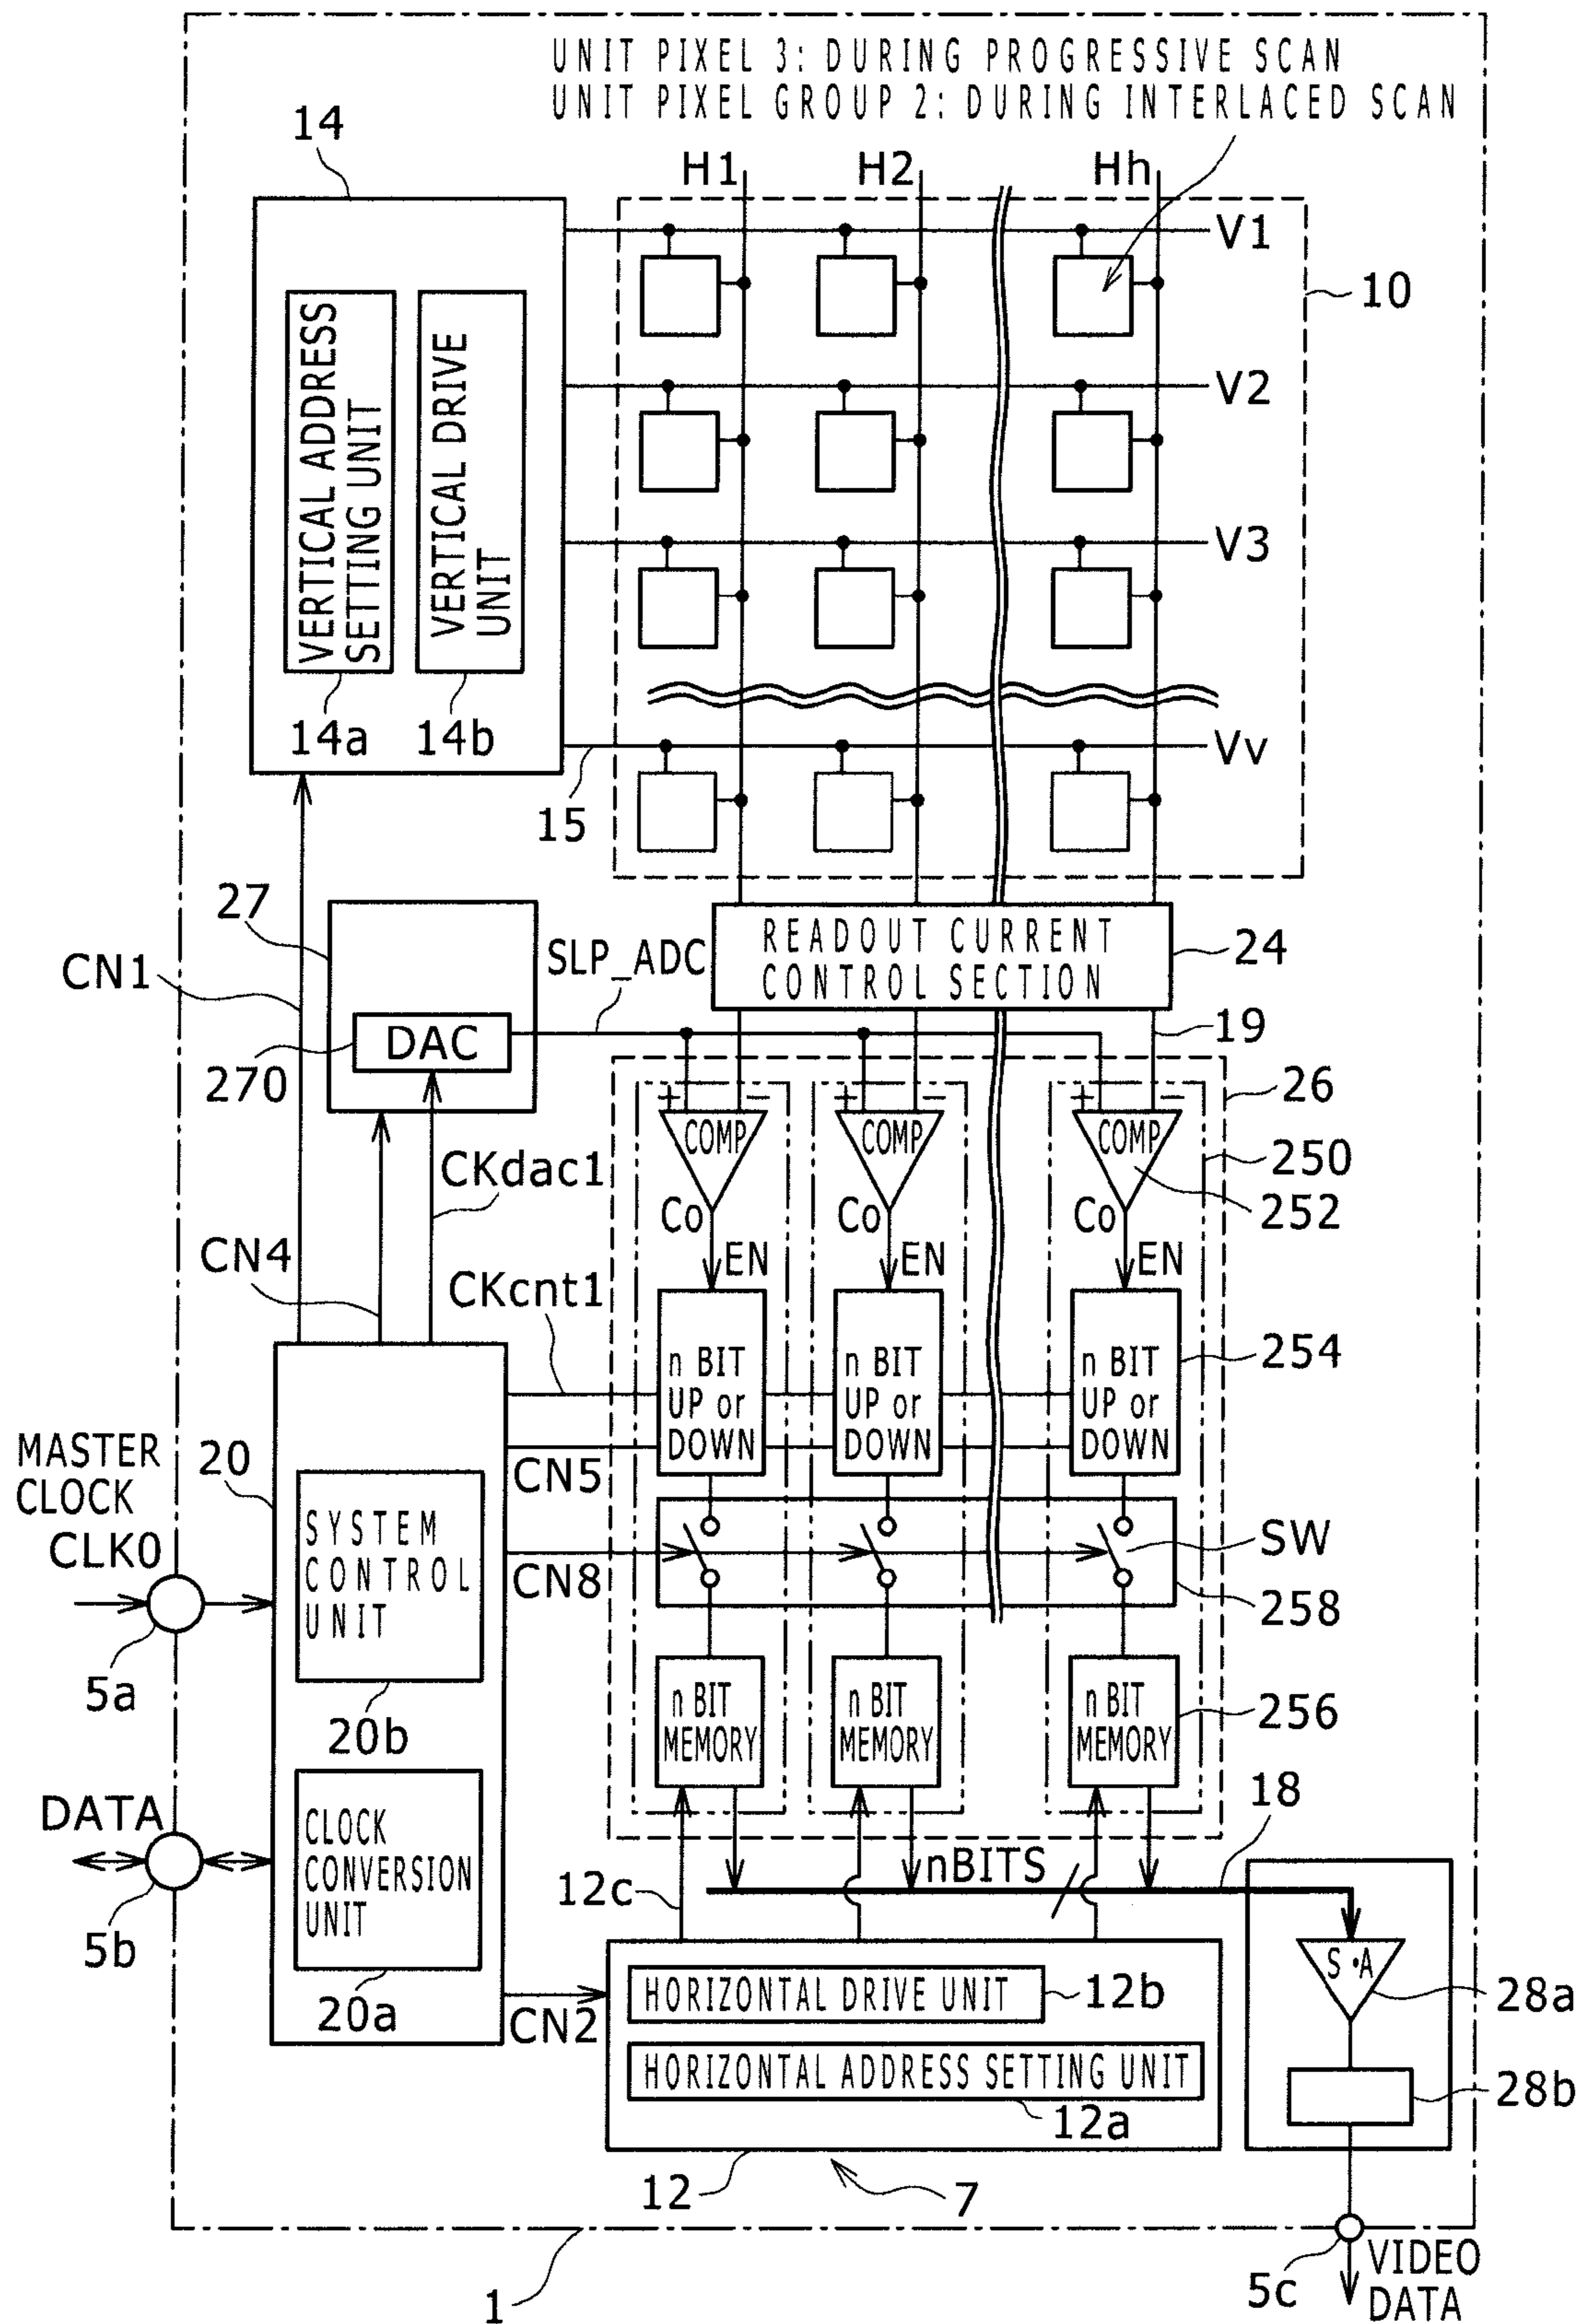 UNIT PIXEL 3: DURING PROGRESSIVE SCAN
UNIT PIXEL GROUP 2: DURING INTERLACED SCAN
14
H1
H2
Hh
V1
10
VERTICAL ADDRESS
SETTING UNIT
VERTICAL DRIVE
UNIT
V2
V3
14a
14b
Vv
15
27
CN1
SLP_ADC
READOUT CURRENT
CONTROL SECTION
24
DAC
19
270
26
+
−
+
−
+
−
COMP
COMP
COMP
250
CKdac1
Co
Co
Co
252
CN4
EN
EN
EN
CKcnt1
n BIT
UP or
DOWN
n BIT
UP or
DOWN
n BIT
UP or
DOWN
254
MASTER
CLOCK
CLK0
20
CN5
SYSTEM
CONTROL
UNIT
SW
CN8
258
5a
20b
n BIT
MEMORY
n BIT
MEMORY
n BIT
MEMORY
256
DATA
CLOCK
CONVERSION
UNIT
18
12c
nBITS
5b
20a
CN2
HORIZONTAL DRIVE UNIT
12b
S•A
28a
HORIZONTAL ADDRESS SETTING UNIT
12a
28b
12
7
1
5c
VIDEO
DATA